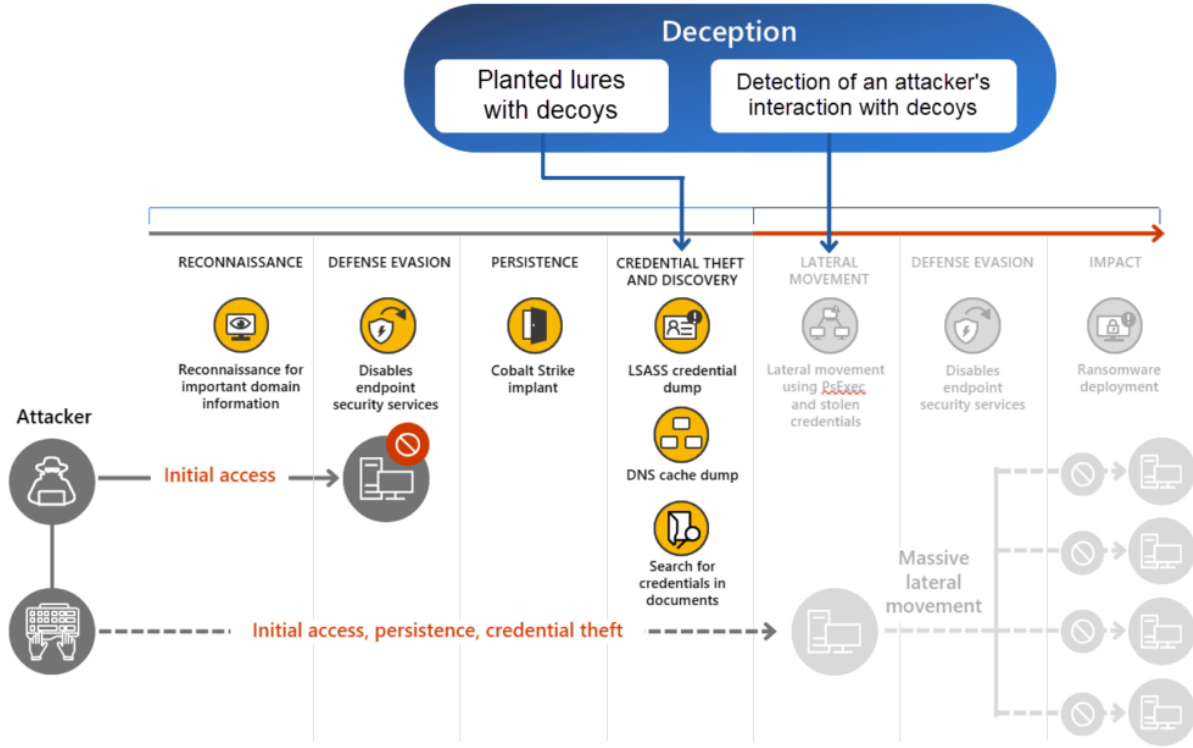 Deception
Planted lures
with decoys
Detection of an attacker's
interaction with decoys
RECONNAISSANCE
DEFENSE EVASION
PERSISTENCE
CREDENTIAL THEFT
AND DISCOVERY
LATERAL
MOVEMENT
DEFENSE EVASION
IMPACT
Reconnaissance for
important domain
information
Disables
endpoint
security services
Cobalt Strike
implant
LSASS credential
dump
Lateral movement
using PsExec
and stolen
credentials
Disables
endpoint
security services
Ransomware
deployment
Attacker
Initial access
DNS cache dump
Search for
credentials in
documents
Massive
lateral
movement
Initial access, persistence, credential theft